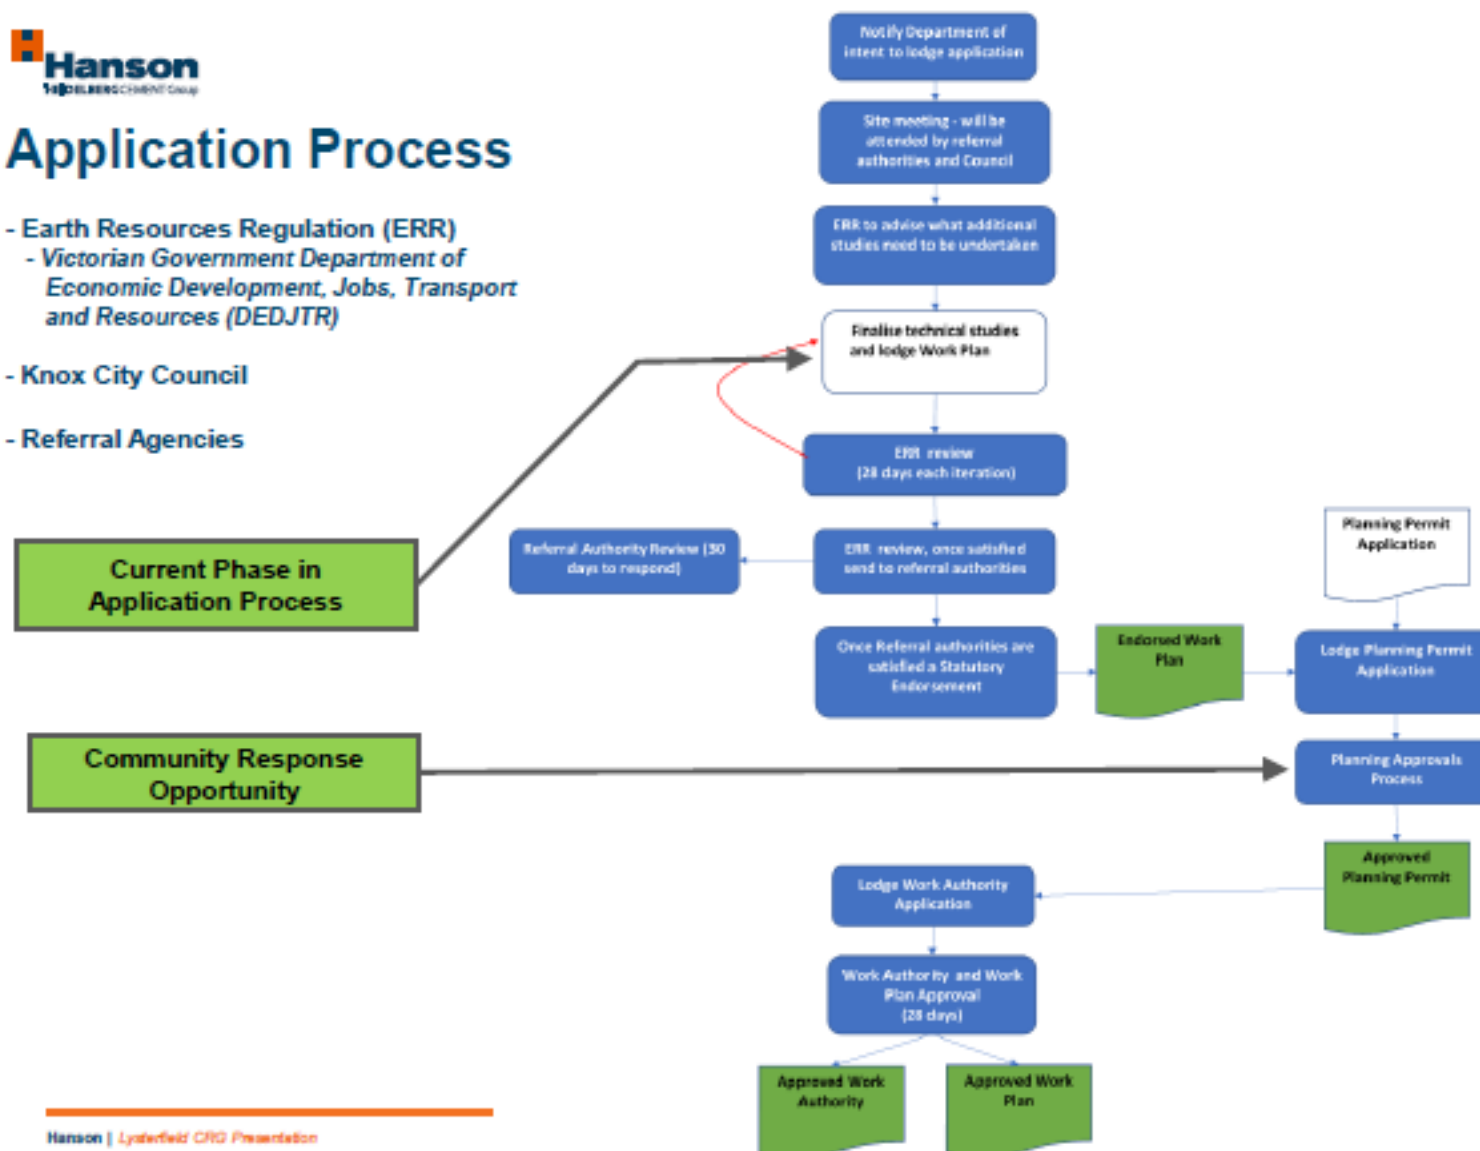 Hanson
HEIDELBERGCEMENT Group
Application Process
- Earth Resources Regulation (ERR)
- Victorian Government Department of
Economic Development, Jobs, Transport
and Resources (DEDJTR)
- Knox City Council
- Referral Agencies
Current Phase in
Application Process
Community Response
Opportunity
Notify Department of
intent to lodge application
Site meeting - will be
attended by referral
authorities and Council
ERR to advise what additional
studies need to be undertaken
Finalise technical studies
and lodge Work Plan
ERR review
(28 days each iteration)
Referral Authority Review (30
days to respond)
ERR review, once satisfied
send to referral authorities
Once Referral authorities are
satisfied a Statutory
Endorsement
Endorsed Work
Plan
Planning Permit
Application
Lodge Planning Permit
Application
Planning Approvals
Process
Approved
Planning Permit
Lodge Work Authority
Application
Work Authority and Work
Plan Approval
(28 days)
Approved Work
Authority
Approved Work
Plan
Hanson | Lysterfield CRG Presentation